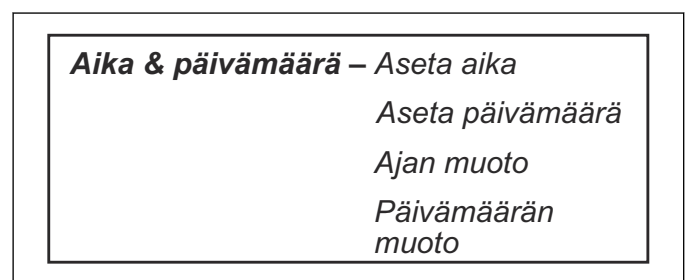 Aika & päivämäärä – Aseta aika
Aseta päivämäärä
Ajan muoto
Päivämäärän
muoto